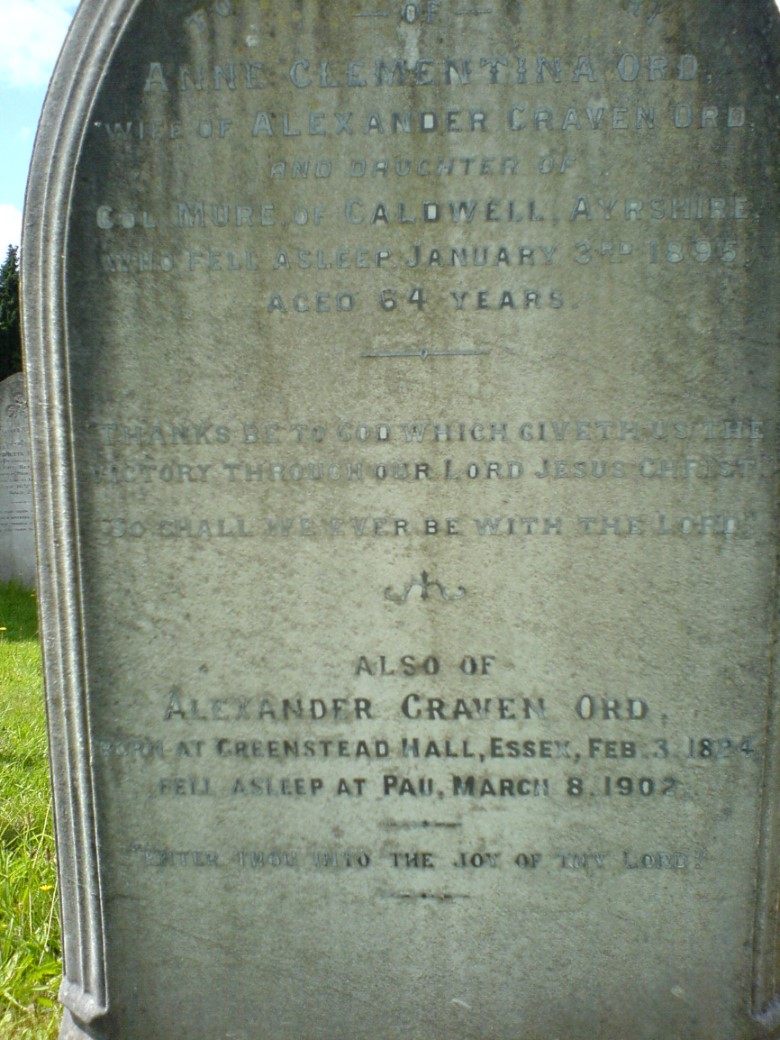 OF
ANNE CLEMENTINA ORD,
WIFE OF ALEXANDER CRAVEN ORD,
AND DAUGHTER OF
COL. MURE, OF CALDWELL, AYRSHIRE,
WHO FELL ASLEEP JANUARY 3RD 1895,
AGED 64 YEARS.
"THANKS BE TO GOD WHICH GIVETH US THE
VICTORY THROUGH OUR LORD JESUS CHRIST."
"SO SHALL WE EVER BE WITH THE LORD."
ALSO OF
ALEXANDER CRAVEN ORD,
BORN AT GREENSTEAD HALL, ESSEX, FEB. 3. 1824
FELL ASLEEP AT PAU, MARCH 8. 1902.
"ENTER THOU INTO THE JOY OF THY LORD."